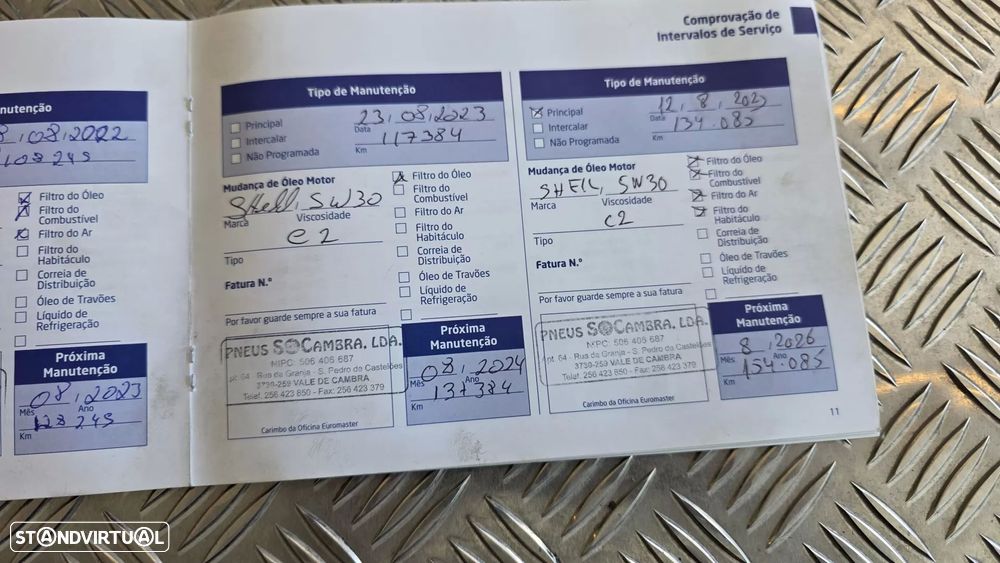 Comprovação de
Intervalos de Serviço
nutenção
08,2022
Filtro do Óleo
Filtro do
Combustível
Filtro do Ar
Filtro do
Habitáculo
Correia de
Distribuição
Óleo de Travões
Líquido de
Refrigeração
Próxima
Manutenção
08, 2023
Mês Ano
128 245
Km
Tipo de Manutenção
Principal
Intercalar
Não Programada
23, 08, 2023
Data
117384
Km
Mudança de Óleo Motor
Shell, 5W30
Marca Viscosidade
C2
Tipo
Fatura N.º
Por favor guarde sempre a sua fatura
Filtro do Óleo
Filtro do
Combustível
Filtro do Ar
Filtro do
Habitáculo
Correia de
Distribuição
Óleo de Travões
Líquido de
Refrigeração
PNEUS SÓCAMBRA, LDA.
NIPC: 506 405 687
Rua da Granja - S. Pedro de Castelões
3730-259 VALE DE CAMBRA
Telef. 256 423 850 - Fax: 256 423 379
Carimbo da Oficina Euromaster
Próxima
Manutenção
08, 2024
Mês Ano
137384
Km
Tipo de Manutenção
Principal
Intercalar
Não Programada
12, 8, 2025
Data
134.085
Km
Mudança de Óleo Motor
SHELL, 5W30
Marca Viscosidade
C2
Tipo
Fatura N.º
Por favor guarde sempre a sua fatura
Filtro do Óleo
Filtro do
Combustível
Filtro do Ar
Filtro do
Habitáculo
Correia de
Distribuição
Óleo de Travões
Líquido de
Refrigeração
PNEUS SÓCAMBRA, LDA.
NIPC: 506 405 687
Apt. 64 - Rua da Granja - S. Pedro de Castelões
3730-259 VALE DE CAMBRA
Telef. 256 423 850 - Fax: 256 423 379
Carimbo da Oficina Euromaster
Próxima
Manutenção
8, 2026
Mês Ano
154.085
Km
11
STANDVIRTUAL